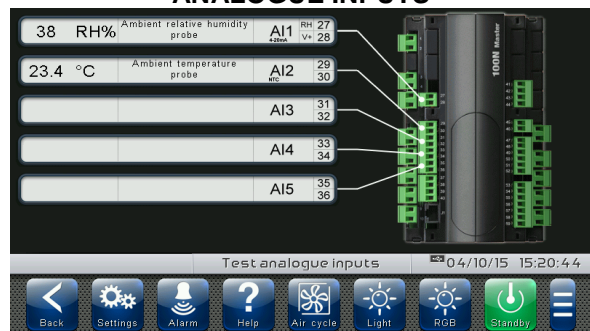 ANALOGUE INPUTS
38 RH% Ambient relative humidity probe AI1 4-20mA RH 27 V+ 28
23.4 °C Ambient temperature probe AI2 NTC 29 30
AI3 31 32
AI4 33 34
AI5 35 36
100N Master
Test analogue inputs 04/10/15 15:20:44
Back Settings Alarm Help Air cycle Light RGB Standby